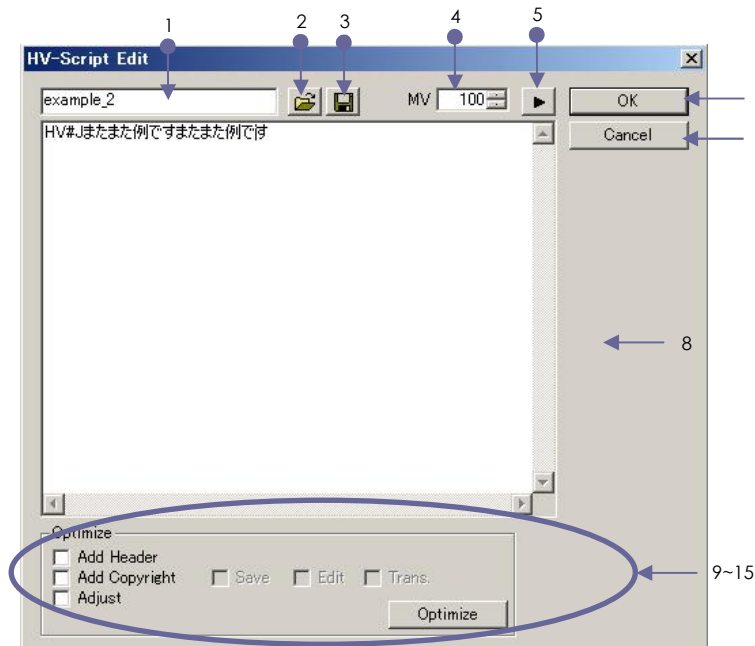 1
2
3
4
5
HV-Script Edit
example_2
MV 100
OK
HV#Jまたまた例ですまたまた例です
Cancel
8
Optimize
Add Header
Add Copyright Save Edit Trans.
Adjust
Optimize
9~15